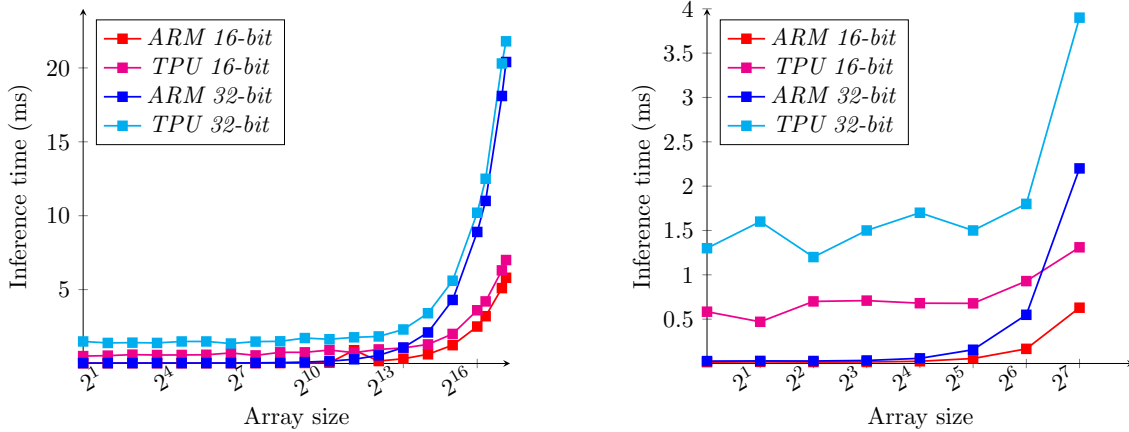 ARM 16-bit
TPU 16-bit
ARM 32-bit
TPU 32-bit
20
15
10
5
Inference time (ms)
2^1 2^4 2^7 2^10 2^13 2^16
Array size
4
3.5
3
2.5
2
1.5
1
0.5
Inference time (ms)
ARM 16-bit
TPU 16-bit
ARM 32-bit
TPU 32-bit
2^1 2^2 2^3 2^4 2^5 2^6 2^7
Array size